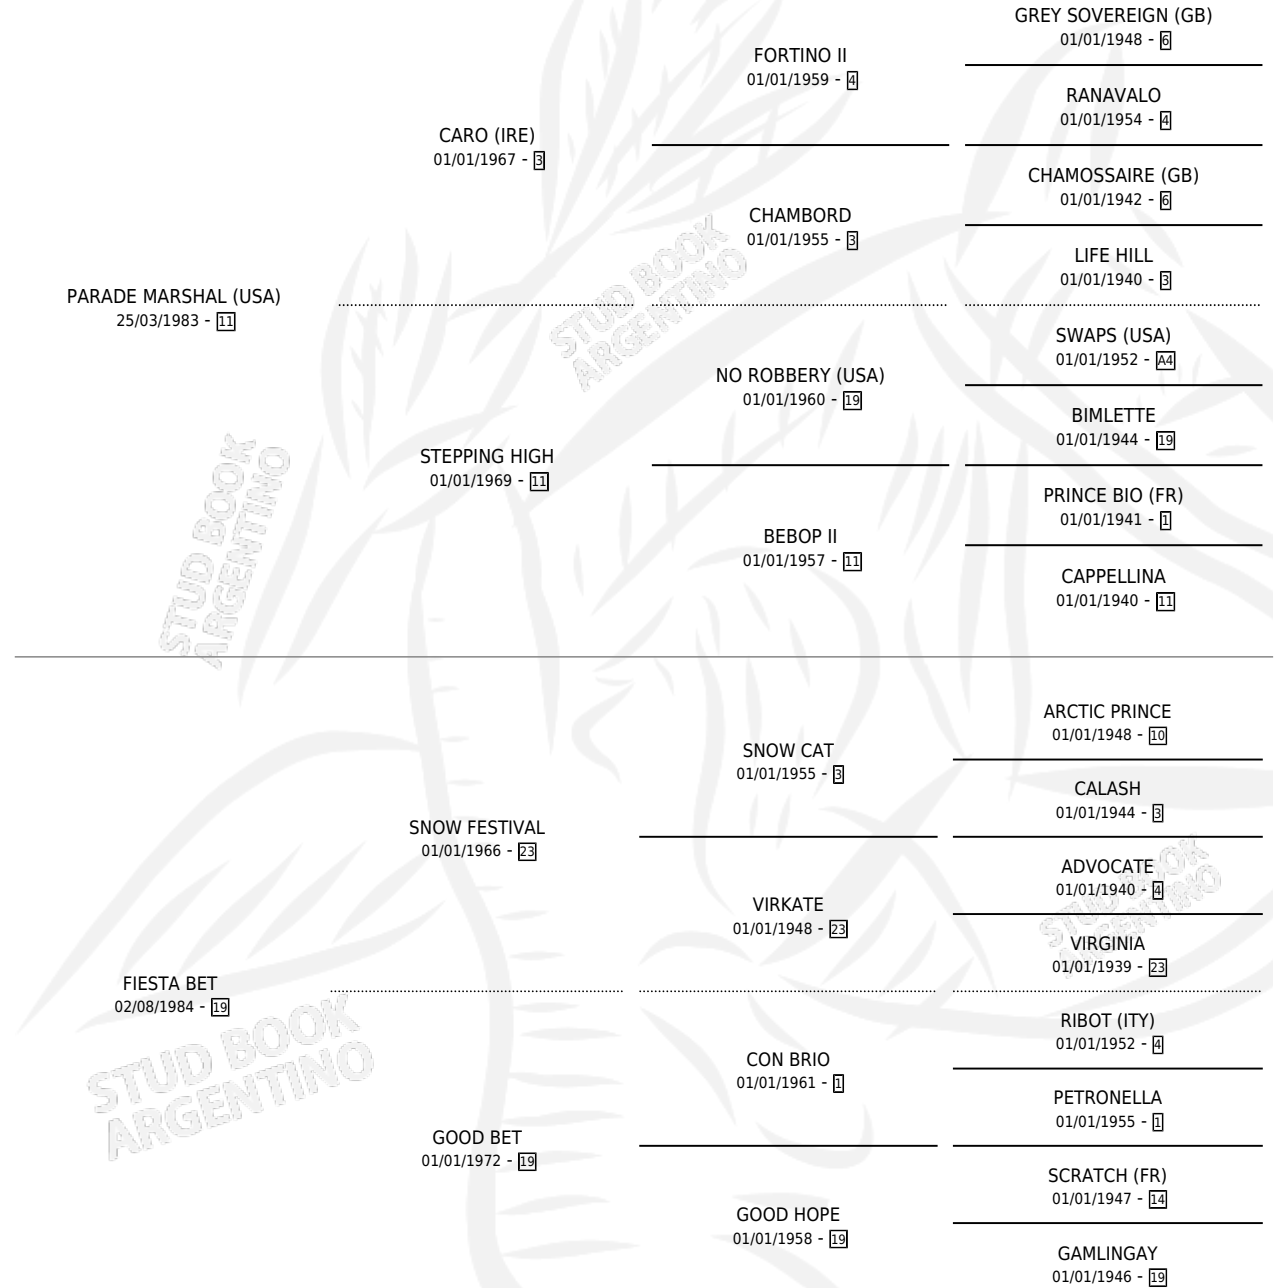 GREY SOVEREIGN (GB)
01/01/1948 - 6
FORTINO II
01/01/1959 - 4
RANAVALO
01/01/1954 - 4
CARO (IRE)
01/01/1967 - 3
CHAMOSSAIRE (GB)
01/01/1942 - 6
CHAMBORD
01/01/1955 - 3
LIFE HILL
01/01/1940 - 3
PARADE MARSHAL (USA)
25/03/1983 - 11
SWAPS (USA)
01/01/1952 - A4
NO ROBBERY (USA)
01/01/1960 - 19
BIMLETTE
01/01/1944 - 19
STEPPING HIGH
01/01/1969 - 11
PRINCE BIO (FR)
01/01/1941 - 1
BEBOP II
01/01/1957 - 11
CAPPELLINA
01/01/1940 - 11
ARCTIC PRINCE
01/01/1948 - 10
SNOW CAT
01/01/1955 - 3
CALASH
01/01/1944 - 3
SNOW FESTIVAL
01/01/1966 - 23
ADVOCATE
01/01/1940 - 4
VIRKATE
01/01/1948 - 23
VIRGINIA
01/01/1939 - 23
FIESTA BET
02/08/1984 - 19
RIBOT (ITY)
01/01/1952 - 4
CON BRIO
01/01/1961 - 1
PETRONELLA
01/01/1955 - 1
GOOD BET
01/01/1972 - 19
SCRATCH (FR)
01/01/1947 - 14
GOOD HOPE
01/01/1958 - 19
GAMLINGAY
01/01/1946 - 19
STUD BOOK
ARGENTINO
STUD BOOK
ARGENTINO
STUD BOOK
ARGENTINO
STUD BOOK
ARGENTINO